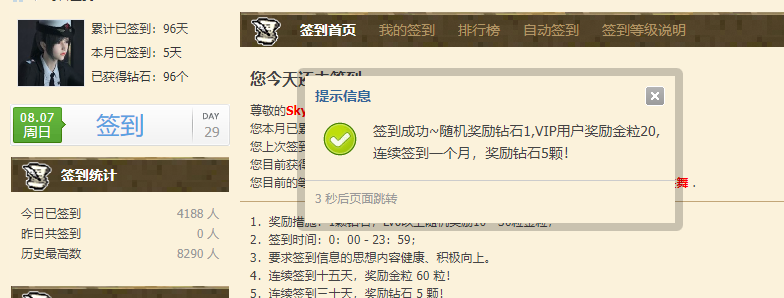 累计已签到：96天
本月已签到：5天
已获得钻石：96个
08.07
周日
签到
DAY
29
签到统计
今日已签到 4188 人
昨日共签到 0 人
历史最高数 8290 人
签到首页 我的签到 排行榜 自动签到 签到等级说明
您今天还
尊敬的Sky
您本月已累
您上次签到
您目前获得
您目前的等
舞．
提示信息
签到成功~随机奖励钻石1,VIP用户奖励金粒20,
连续签到一个月，奖励钻石5颗！
3 秒后页面跳转
1、奖励措施：1颗钻石，
2、签到时间：0：00 - 23：59;
3、要求签到信息的思想内容健康、积极向上。
4、连续签到十五天，奖励金粒 60 粒！
5、连续签到三十天，奖励钻石 5 颗！